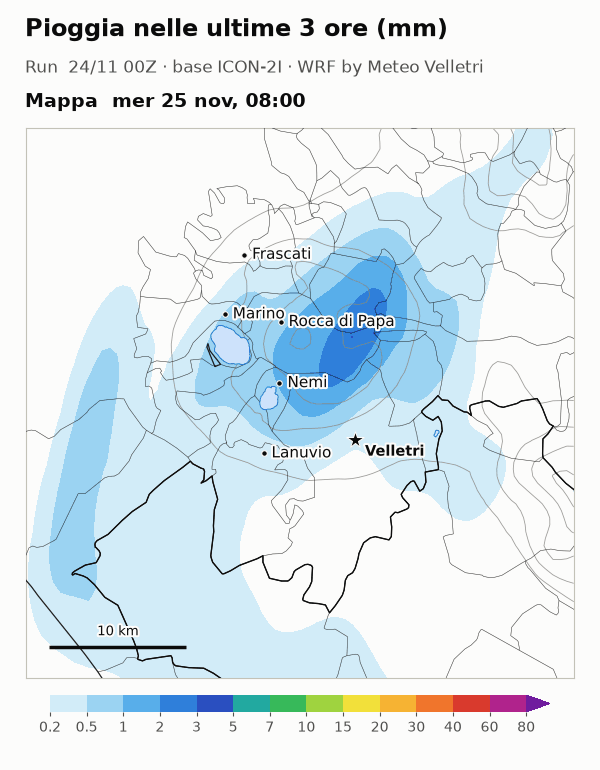 Pioggia nelle ultime 3 ore (mm)
Run  24/11 00Z · base ICON-2I · WRF by Meteo Velletri
Mappa  mer 25 nov, 08:00
Frascati
Marino
Rocca di Papa
Nemi
Velletri
Lanuvio
10 km
0.2 0.5 1 2 3 5 7 10 15 20 30 40 60 80